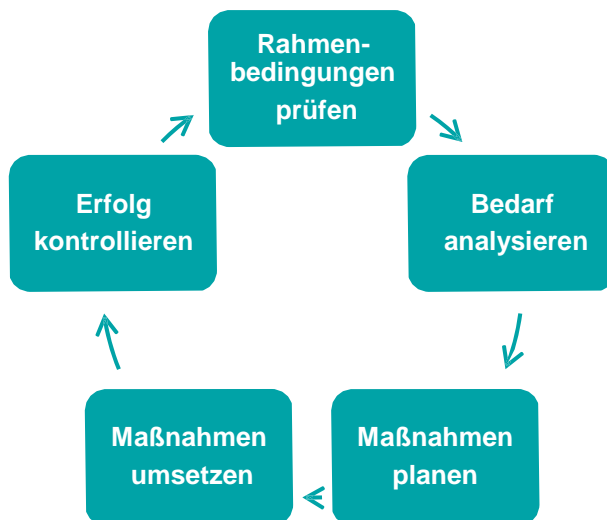 Rahmen-
bedingungen
prüfen
Bedarf
analysieren
Maßnahmen
planen
Maßnahmen
umsetzen
Erfolg
kontrollieren